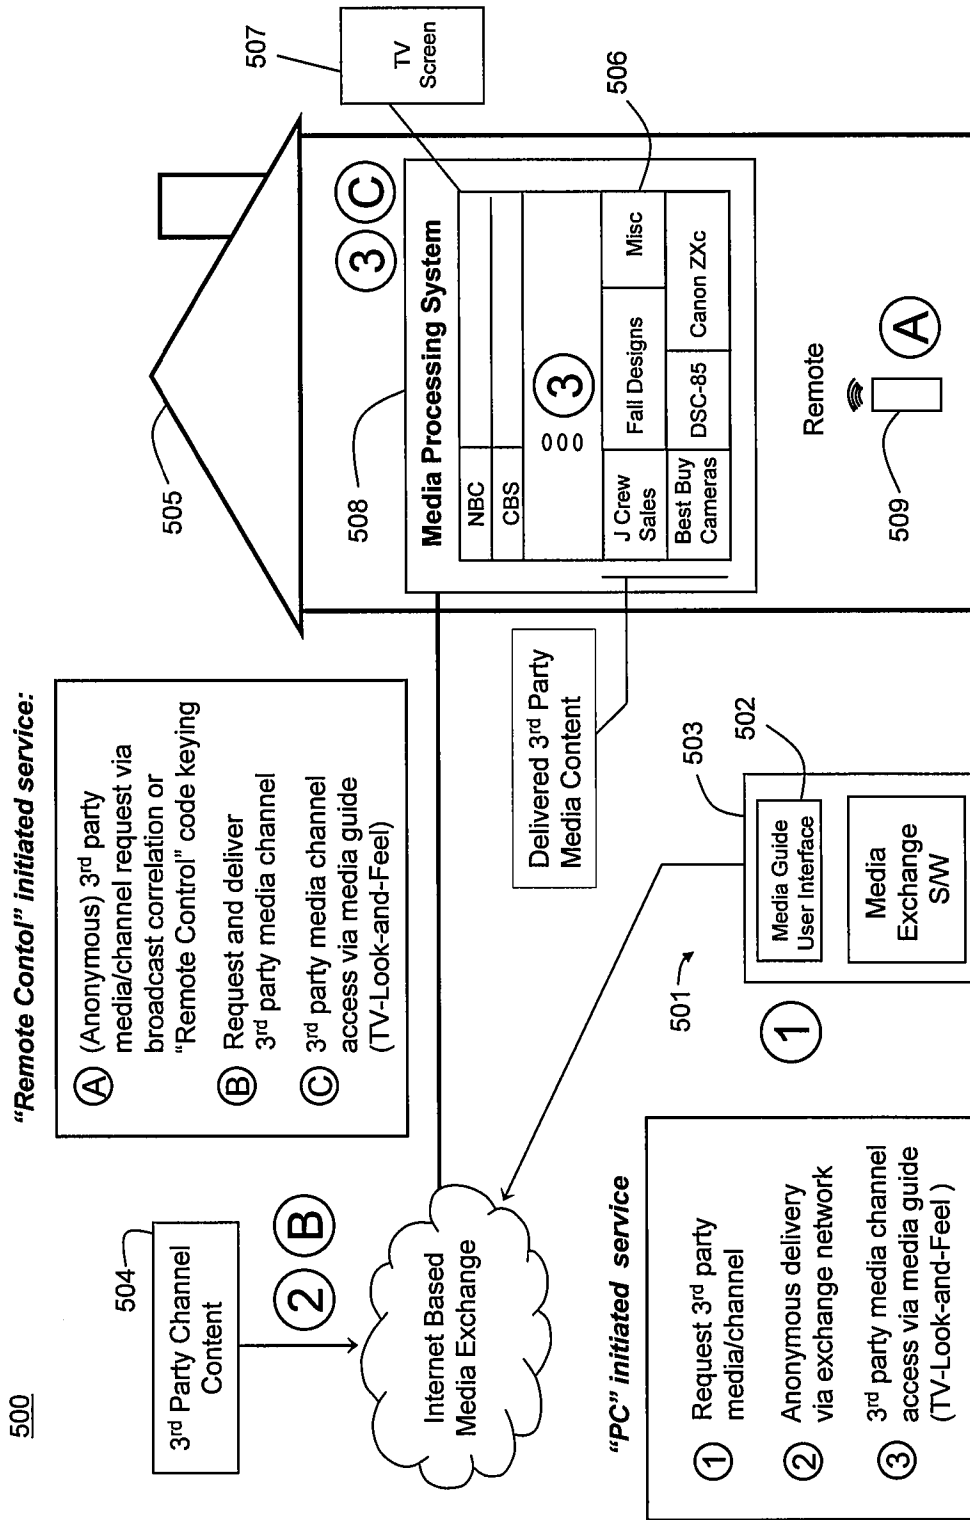 500
"Remote Contol" initiated service:
A
(Anonymous) 3rd party
media/channel request via
broadcast correlation or
"Remote Control" code keying
B
Request and deliver
3rd party media channel
C
3rd party media channel
access via media guide
(TV-Look-and-Feel)
504
3rd Party Channel
Content
2
B
Internet Based
Media Exchange
"PC" initiated service
1
Request 3rd party
media/channel
2
Anonymous delivery
via exchange network
3
3rd party media channel
access via media guide
(TV-Look-and-Feel )
505
3
C
507
TV
Screen
508
Media Processing System
NBC
CBS
000
3
J Crew
Sales
Fall Designs
Misc
Best Buy
Cameras
DSC-85
Canon ZXc
506
Delivered 3rd Party
Media Content
Remote
509
A
501
1
503
502
Media Guide
User Interface
Media
Exchange
S/W